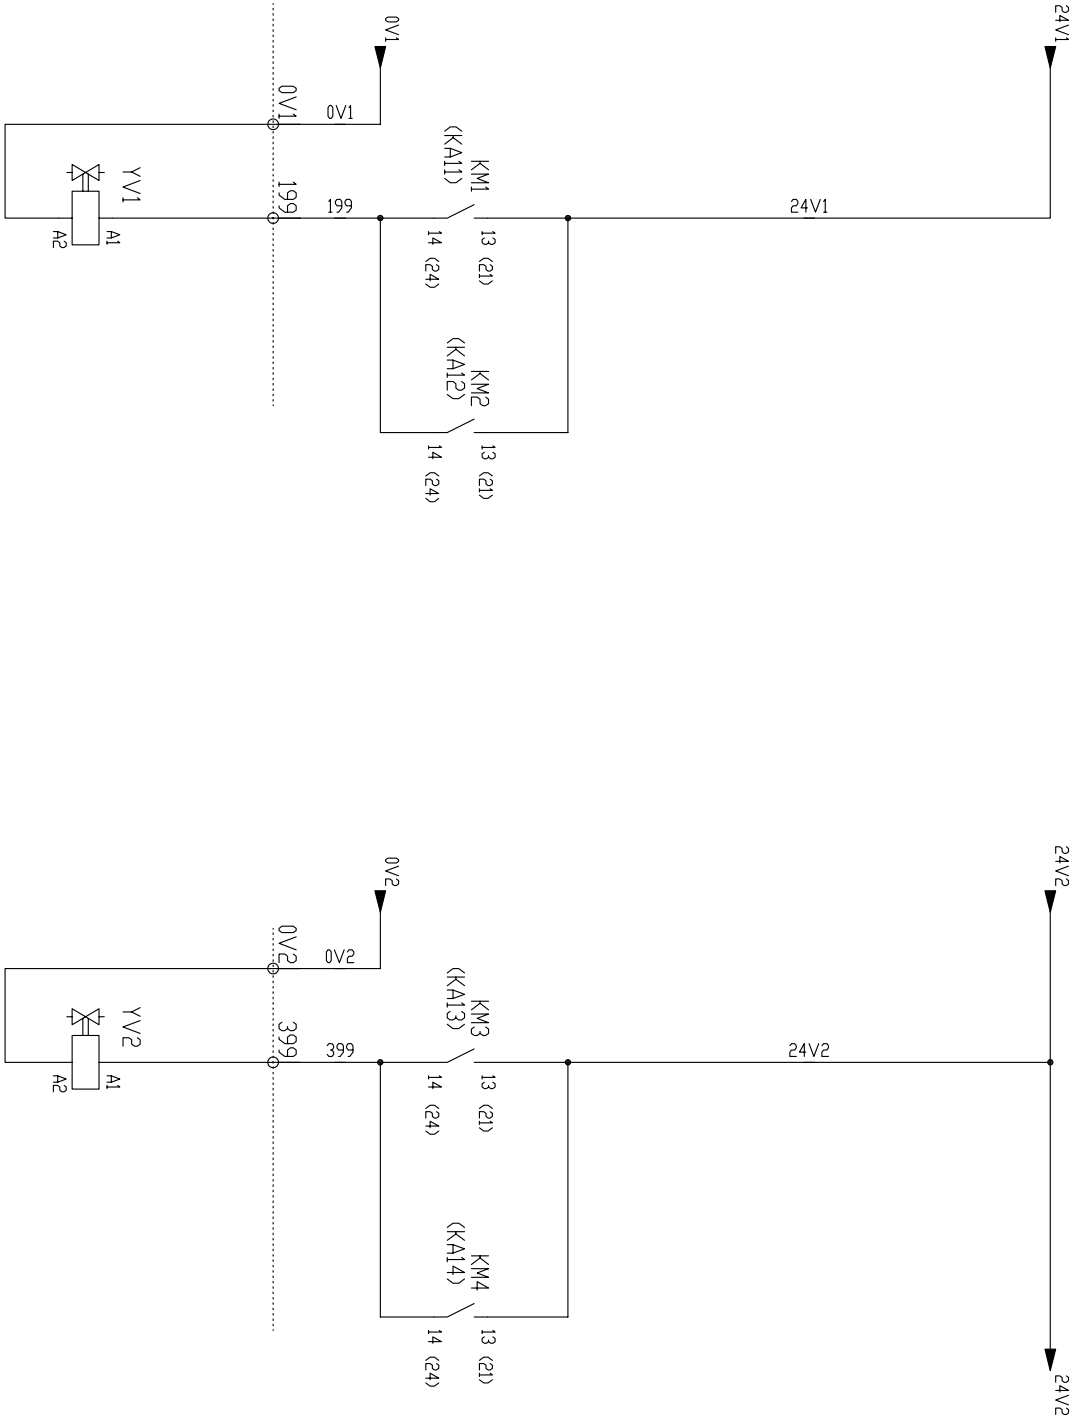 24V1
0V1
0V1
0V1
199
199
KM1
(KA11)
13 (21)
14 (24)
24V1
YV1
A1
A2
KM2
(KA12)
13 (21)
14 (24)
24V2
0V2
0V2
0V2
399
399
KM3
(KA13)
13 (21)
14 (24)
24V2
YV2
A1
A2
KM4
(KA14)
13 (21)
14 (24)
24V2